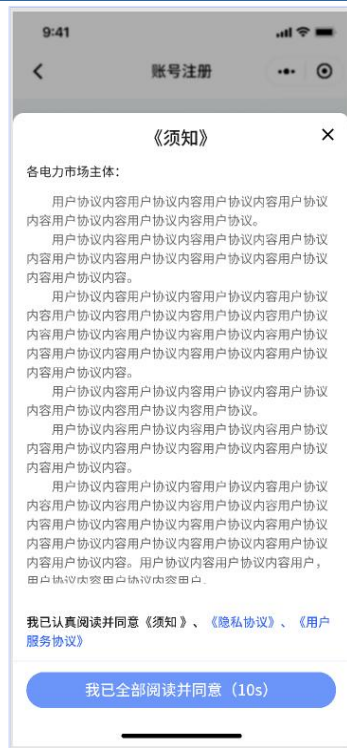 9:41
账号注册
《须知》
各电力市场主体：
用户协议内容用户协议内容用户协议内容用户协议
内容用户协议内容用户协议内容用户协议。
用户协议内容用户协议内容用户协议内容用户协议
内容用户协议内容用户协议内容用户协议内容用户协议
内容用户协议内容。
用户协议内容用户协议内容用户协议内容用户协议
内容用户协议内容用户协议内容用户协议内容用户协议
内容用户协议内容用户协议内容用户协议内容用户协议
内容用户协议内容用户协议内容用户协议内容用户协议
内容用户协议内容。
用户协议内容用户协议内容用户协议内容用户协议
内容用户协议内容用户协议内容用户协议。
用户协议内容用户协议内容用户协议内容用户协议
内容用户协议内容用户协议内容用户协议内容用户协议
内容用户协议内容。
用户协议内容用户协议内容用户协议内容用户协议
内容用户协议内容用户协议内容用户协议内容用户协议
内容用户协议内容用户协议内容用户协议内容用户协议
内容用户协议内容用户协议内容用户协议内容用户协议
内容用户协议内容。用户协议内容用户协议内容用户，
用户协议内容用户协议内容用户。
我已认真阅读并同意《须知 》、《隐私协议》、《用户
服务协议》
我已全部阅读并同意（10s）